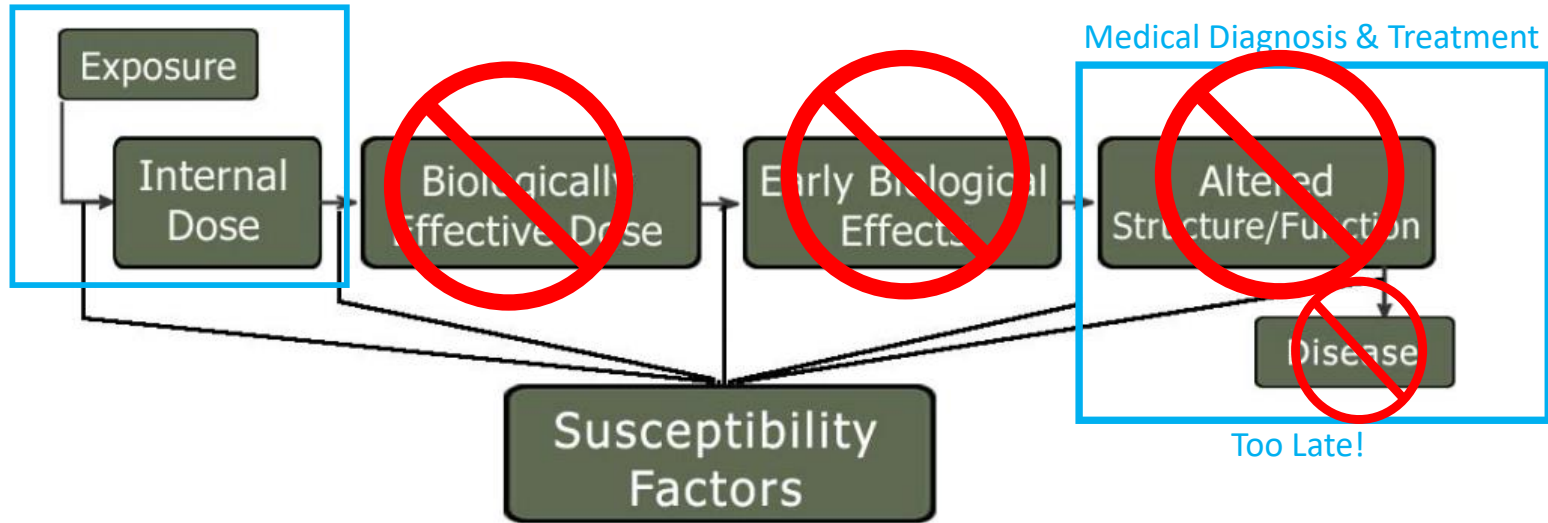 Medical Diagnosis & Treatment
Exposure
Internal
Dose
Biologically
Effective Dose
Early Biological
Effects
Altered
Structure/Function
Disease
Too Late!
Susceptibility
Factors